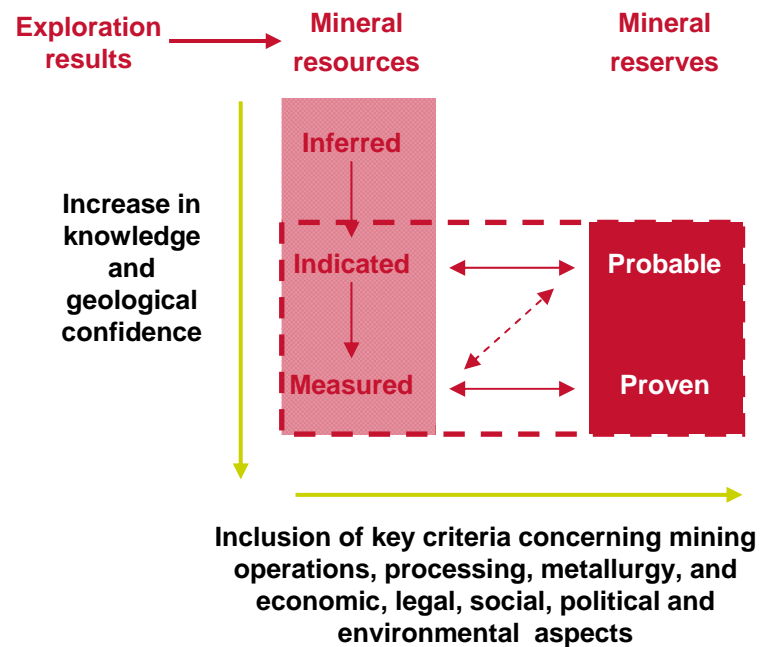 Exploration
results
Mineral
resources
Mineral
reserves
Inferred
Increase in
knowledge
and
geological
confidence
Indicated
Probable
Measured
Proven
Inclusion of key criteria concerning mining
operations, processing, metallurgy, and
economic, legal, social, political and
environmental aspects